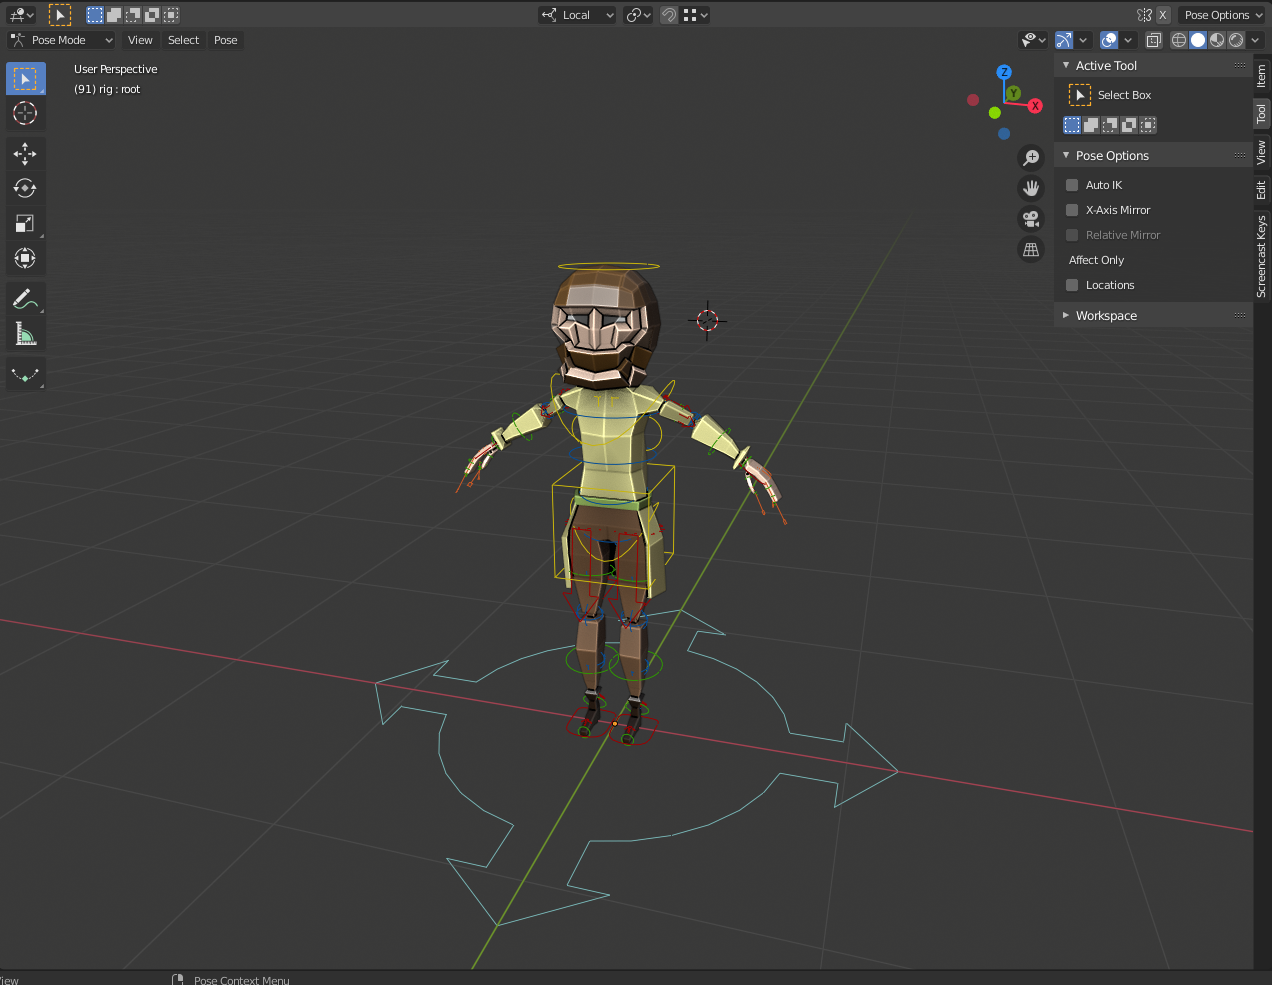 Local
X
Pose Options
Pose Mode
View
Select
Pose
User Perspective
(91) rig : root
Z
Y
X
Active Tool
Select Box
Pose Options
Auto IK
X-Axis Mirror
Relative Mirror
Affect Only
Locations
Workspace
Item
Tool
View
Edit
Screencast Keys
iew
Pose Context Menu